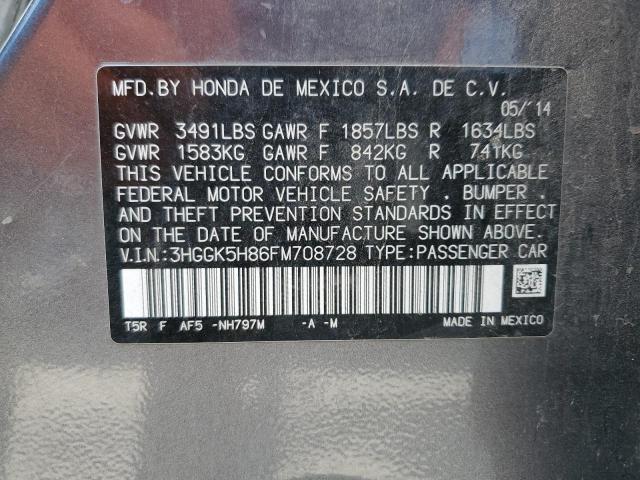 MFD.BY HONDA DE MEXICO S.A. DE C.V.
05/'14
GVWR 3491LBS GAWR F 1857LBS R 1634LBS
GVWR 1583KG GAWR F 842KG R 741KG
THIS VEHICLE CONFORMS TO ALL APPLICABLE
FEDERAL MOTOR VEHICLE SAFETY . BUMPER .
AND THEFT PREVENTION STANDARDS IN EFFECT
ON THE DATE OF MANUFACTURE SHOWN ABOVE.
V.I.N.:3HGGK5H86FM708728 TYPE:PASSENGER CAR
T5R F AF5 -NH797M -A -M MADE IN MEXICO